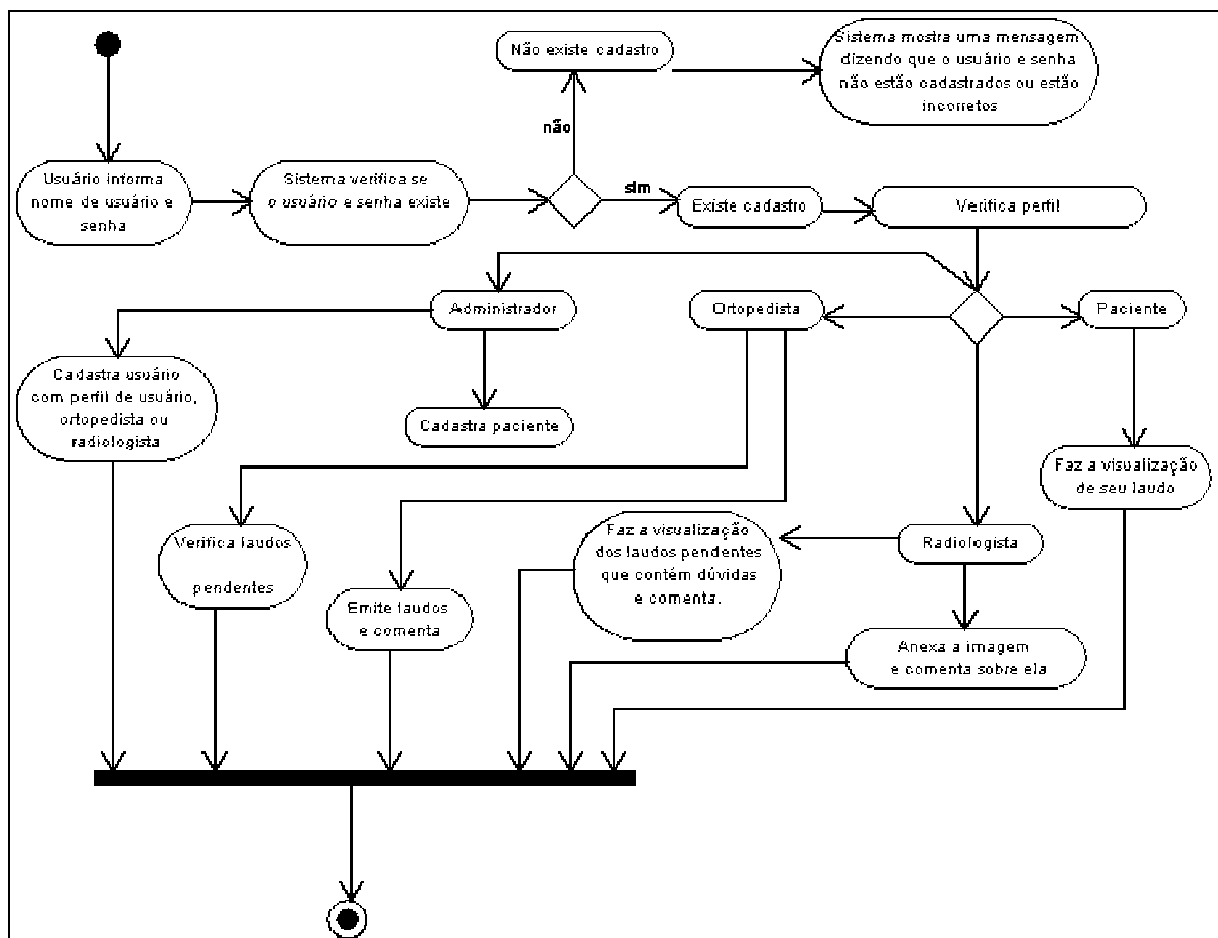 Não existe cadastro
Sistema mostra uma mensagem
dizendo que o usuário e senha
não estão cadastrados ou estão
incorretos
não
Usuário informa
nome de usuário e
senha
Sistema verifica se
o usuário e senha existe
sim
Existe cadastro
Verifica perfil
Administrador
Ortopedista
Paciente
Cadastra usuário
com perfil de usuário,
ortopedista ou
radiologista
Cadastra paciente
Faz a visualização
de seu laudo
Verifica laudos
pendentes
Emite laudos
e comenta
Faz a visualização
dos laudos pendentes
que contém dúvidas
e comenta.
Radiologista
Anexa a imagem
e comenta sobre ela